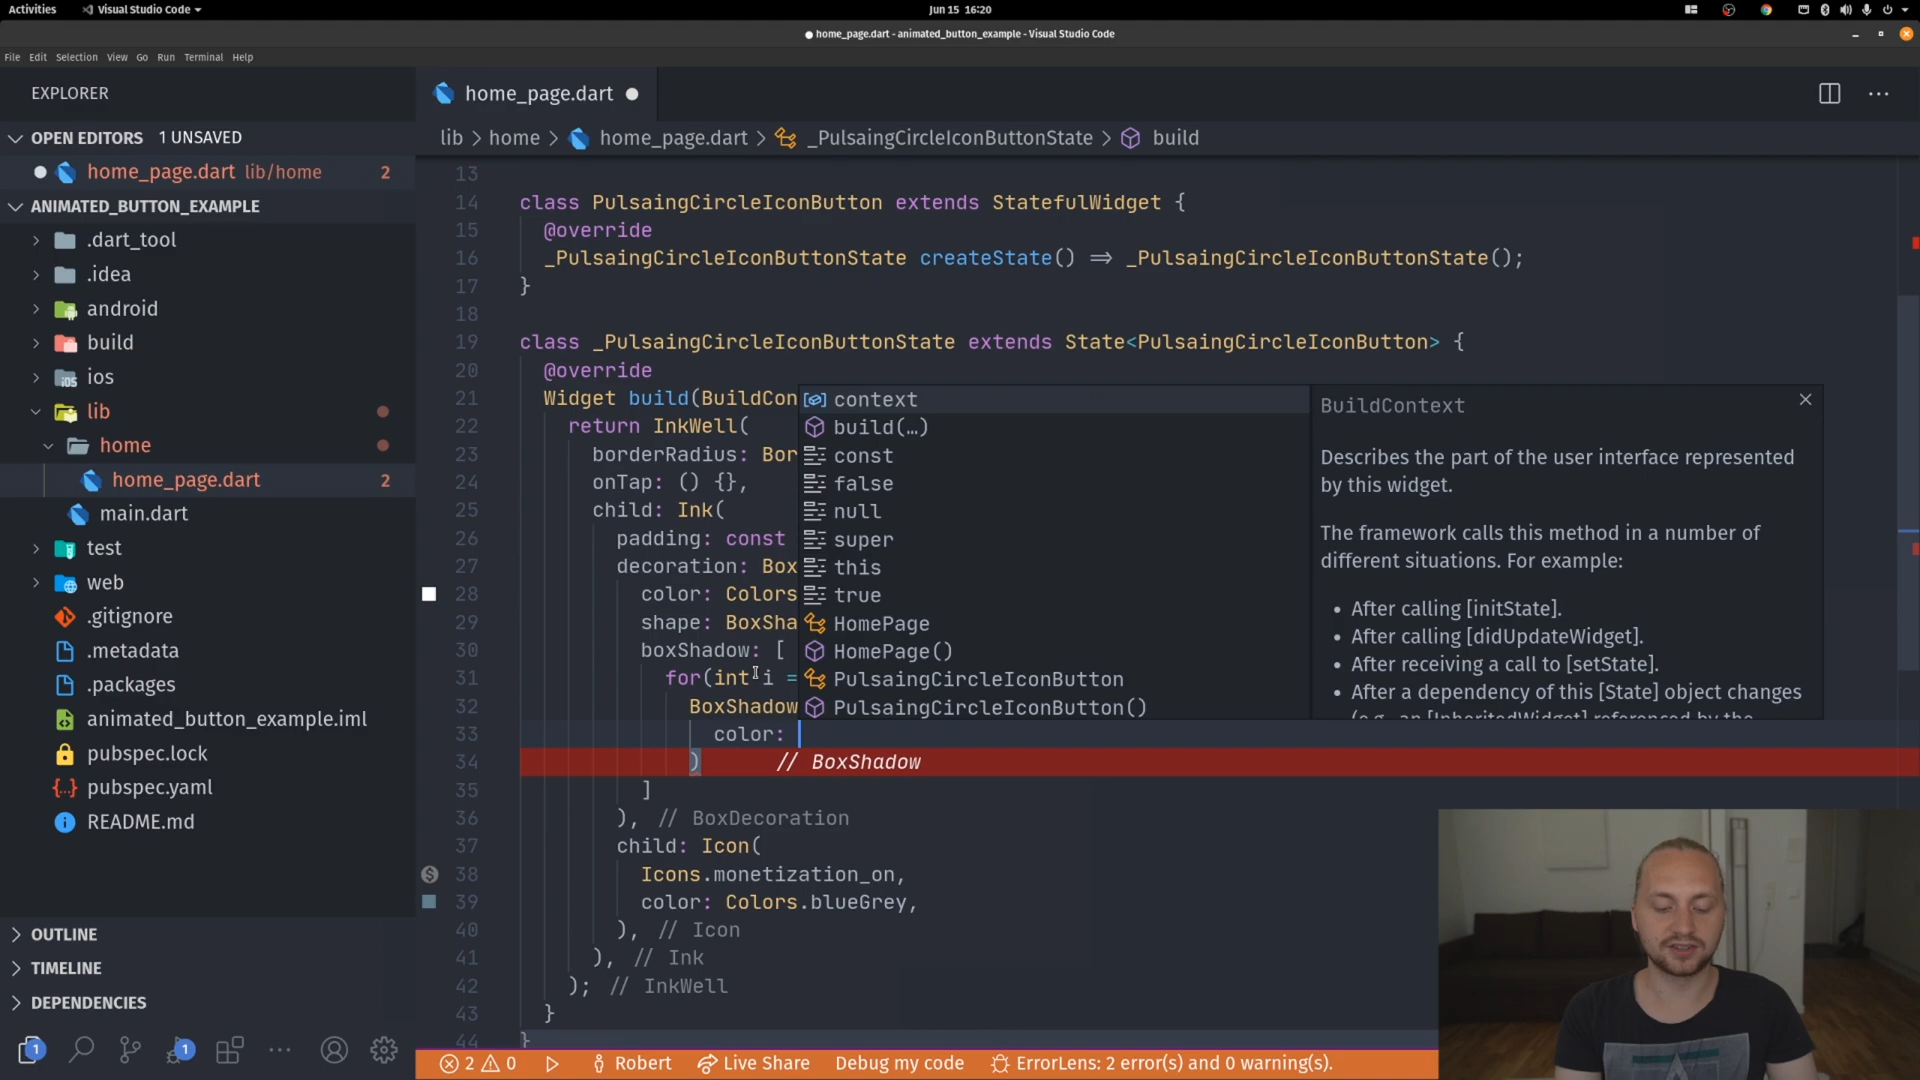 Activities
Visual Studio Code
Jun 15 16:20
home_page.dart - animated_button_example - Visual Studio Code
File Edit Selection View Go Run Terminal Help
EXPLORER
OPEN EDITORS 1 UNSAVED
home_page.dart lib/home 2
ANIMATED_BUTTON_EXAMPLE
.dart_tool
.idea
android
build
ios
lib
home
home_page.dart 2
main.dart
test
web
.gitignore
.metadata
.packages
animated_button_example.iml
pubspec.lock
pubspec.yaml
README.md
OUTLINE
TIMELINE
DEPENDENCIES
1
1
home_page.dart
lib > home > home_page.dart > _PulsaingCircleIconButtonState > build
13
14 class PulsaingCircleIconButton extends StatefulWidget {
15 @override
16 _PulsaingCircleIconButtonState createState() => _PulsaingCircleIconButtonState();
17 }
18
19 class _PulsaingCircleIconButtonState extends State<PulsaingCircleIconButton> {
20 @override
21 Widget build(BuildCon
22 return InkWell(
23 borderRadius: Bor
24 onTap: () {},
25 child: Ink(
26 padding: const
27 decoration: Box
28 color: Colors
29 shape: BoxSha
30 boxShadow: [
31 for(int i =
32 BoxShadow
33 color:
34 ) // BoxShadow
35 ]
36 ), // BoxDecoration
37 child: Icon(
38 Icons.monetization_on,
39 color: Colors.blueGrey,
40 ), // Icon
41 ), // Ink
42 ); // InkWell
43 }
44 }
context
build(…)
const
false
null
super
this
true
HomePage
HomePage()
PulsaingCircleIconButton
PulsaingCircleIconButton()
BuildContext
Describes the part of the user interface represented
by this widget.
The framework calls this method in a number of
different situations. For example:
• After calling [initState].
• After calling [didUpdateWidget].
• After receiving a call to [setState].
• After a dependency of this [State] object changes
(e.g., an [InheritedWidget] referenced by the
2 0 Robert Live Share Debug my code ErrorLens: 2 error(s) and 0 warning(s).